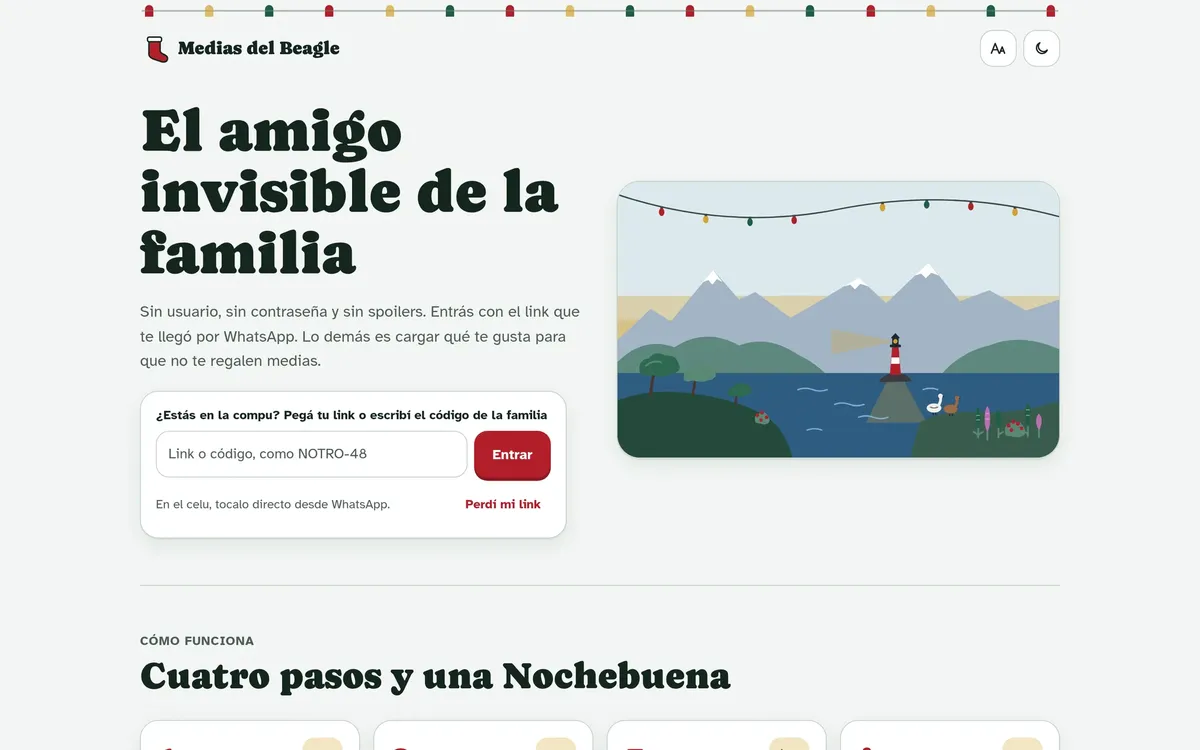 Medias del Beagle
AA
El amigo
invisible de la
familia
Sin usuario, sin contraseña y sin spoilers. Entrás con el link que
te llegó por WhatsApp. Lo demás es cargar qué te gusta para
que no te regalen medias.
¿Estás en la compu? Pegá tu link o escribí el código de la familia
Link o código, como NOTRO-48
Entrar
En el celu, tocalo directo desde WhatsApp.
Perdí mi link
CÓMO FUNCIONA
Cuatro pasos y una Nochebuena